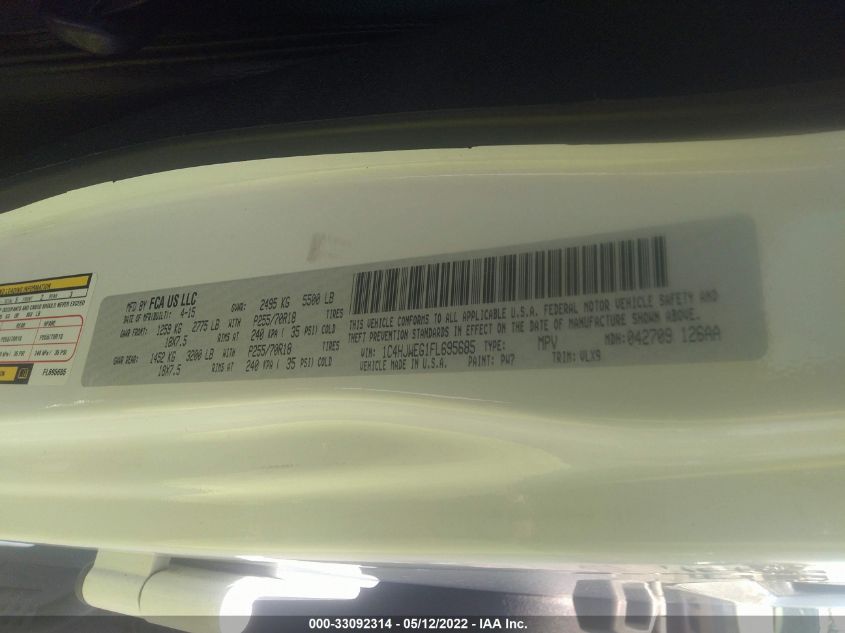 MFD BY FCA US LLC
DATE OF MFR(BUILT): 4-15 GVWR: 2495 KG 5500 LB
GAWR FRONT: 1259 KG 2775 LB WITH P255/70R18 TIRES
18X7.5 RIMS AT 240 KPA ( 35 PSI) COLD
GAWR REAR: 1452 KG 3200 LB WITH P255/70R18 TIRES
18X7.5 RIMS AT 240 KPA ( 35 PSI) COLD
THIS VEHICLE CONFORMS TO ALL APPLICABLE U.S.A. FEDERAL MOTOR VEHICLE SAFETY AND
THEFT PREVENTION STANDARDS IN EFFECT ON THE DATE OF MANUFACTURE SHOWN ABOVE.
VIN: 1C4HJWEG1FL695685 TYPE: MPV MDH: 042709 126AA
VEHICLE MADE IN U.S.A. PAINT: PW7 TRIM: VLX9
LOADING INFORMATION
FL695685
000-33092314 - 05/12/2022 - IAA Inc.